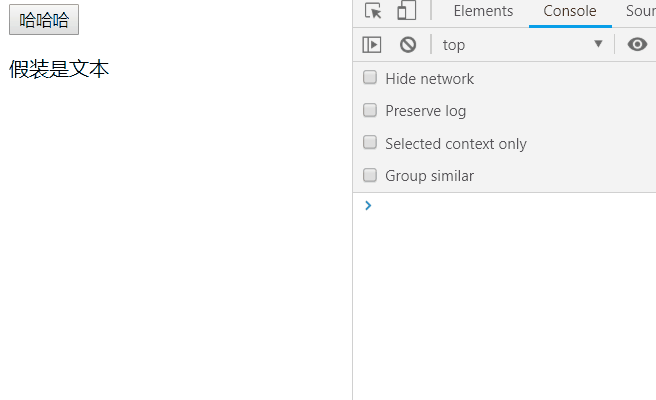 哈哈哈
假装是文本
Elements Console Sour
top
Hide network
Preserve log
Selected context only
Group similar